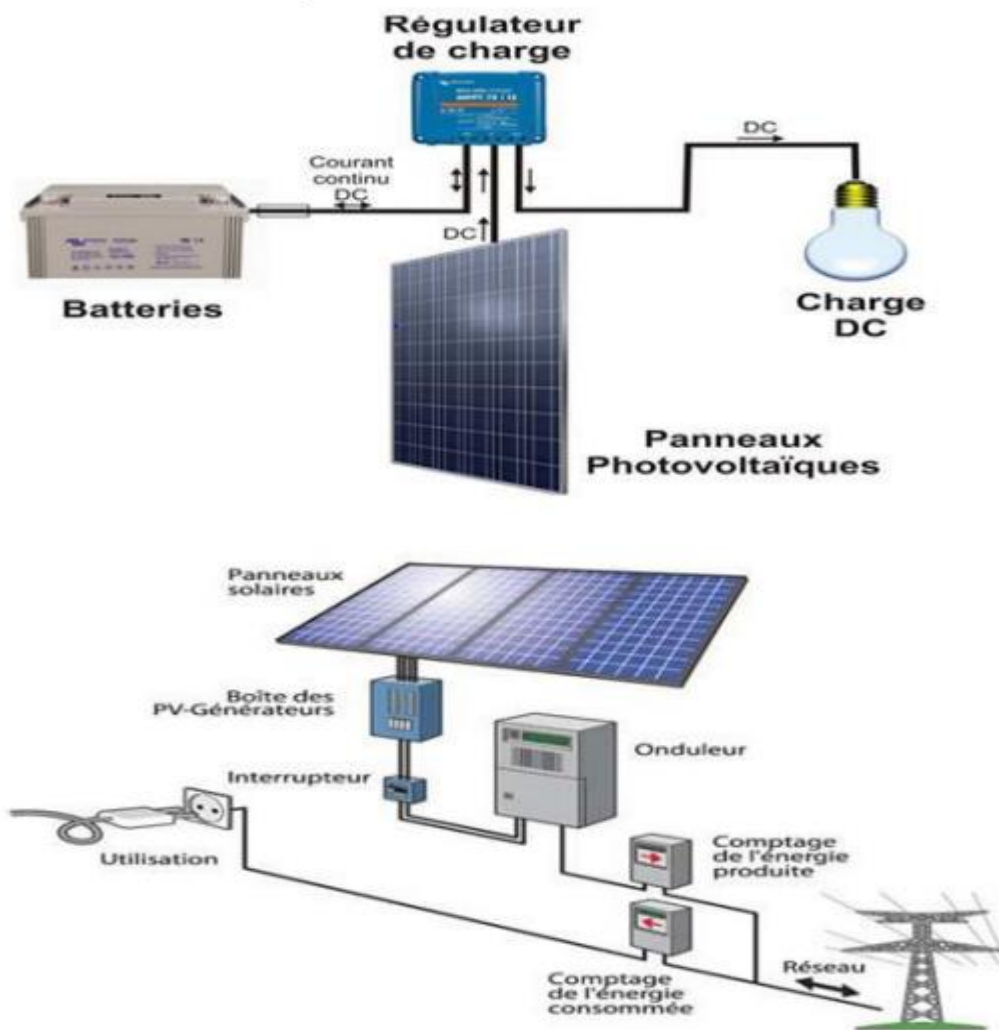 Régulateur
de charge
DC
Courant
continu
DC
DC
Batteries
Charge
DC
Panneaux
Photovoltaïques
Panneaux
solaires
Boîte des
PV-Générateurs
Onduleur
Interrupteur
Comptage
de l'énergie
produite
Utilisation
Réseau
Comptage
de l'énergie
consommée